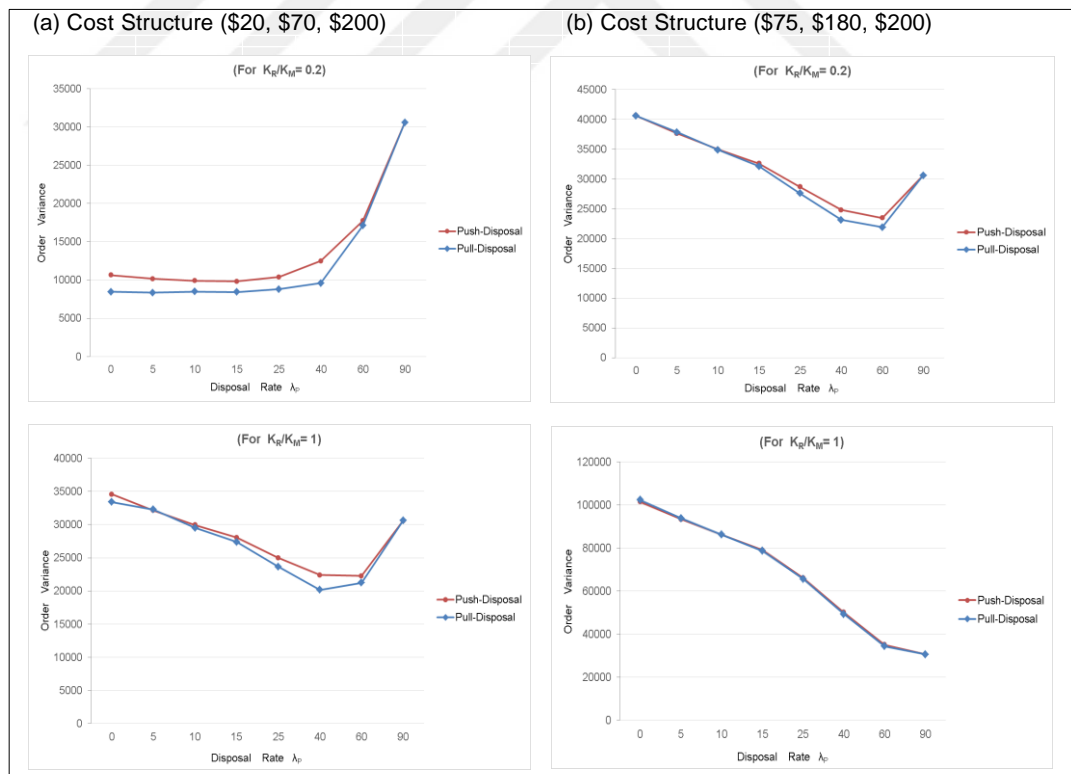 (a) Cost Structure ($20, $70, $200)
(For K_R/K_M= 0.2)
35000
30000
25000
20000
15000
10000
5000
0
Order Variance
0 5 10 15 25 40 60 90
Disposal Rate λ_D
Push-Disposal
Pull-Disposal
(b) Cost Structure ($75, $180, $200)
(For K_R/K_M= 0.2)
45000
40000
35000
30000
25000
20000
15000
10000
5000
0
Order Variance
0 5 10 15 25 40 60 90
Disposal Rate λ_D
Push-Disposal
Pull-Disposal
(For K_R/K_M= 1)
40000
35000
30000
25000
20000
15000
10000
5000
0
Order Variance
0 5 10 15 25 40 60 90
Disposal Rate λ_D
Push-Disposal
Pull-Disposal
(For K_R/K_M= 1)
120000
100000
80000
60000
40000
20000
0
Order Variance
0 5 10 15 25 40 60 90
Disposal Rate λ_D
Push-Disposal
Pull-Disposal